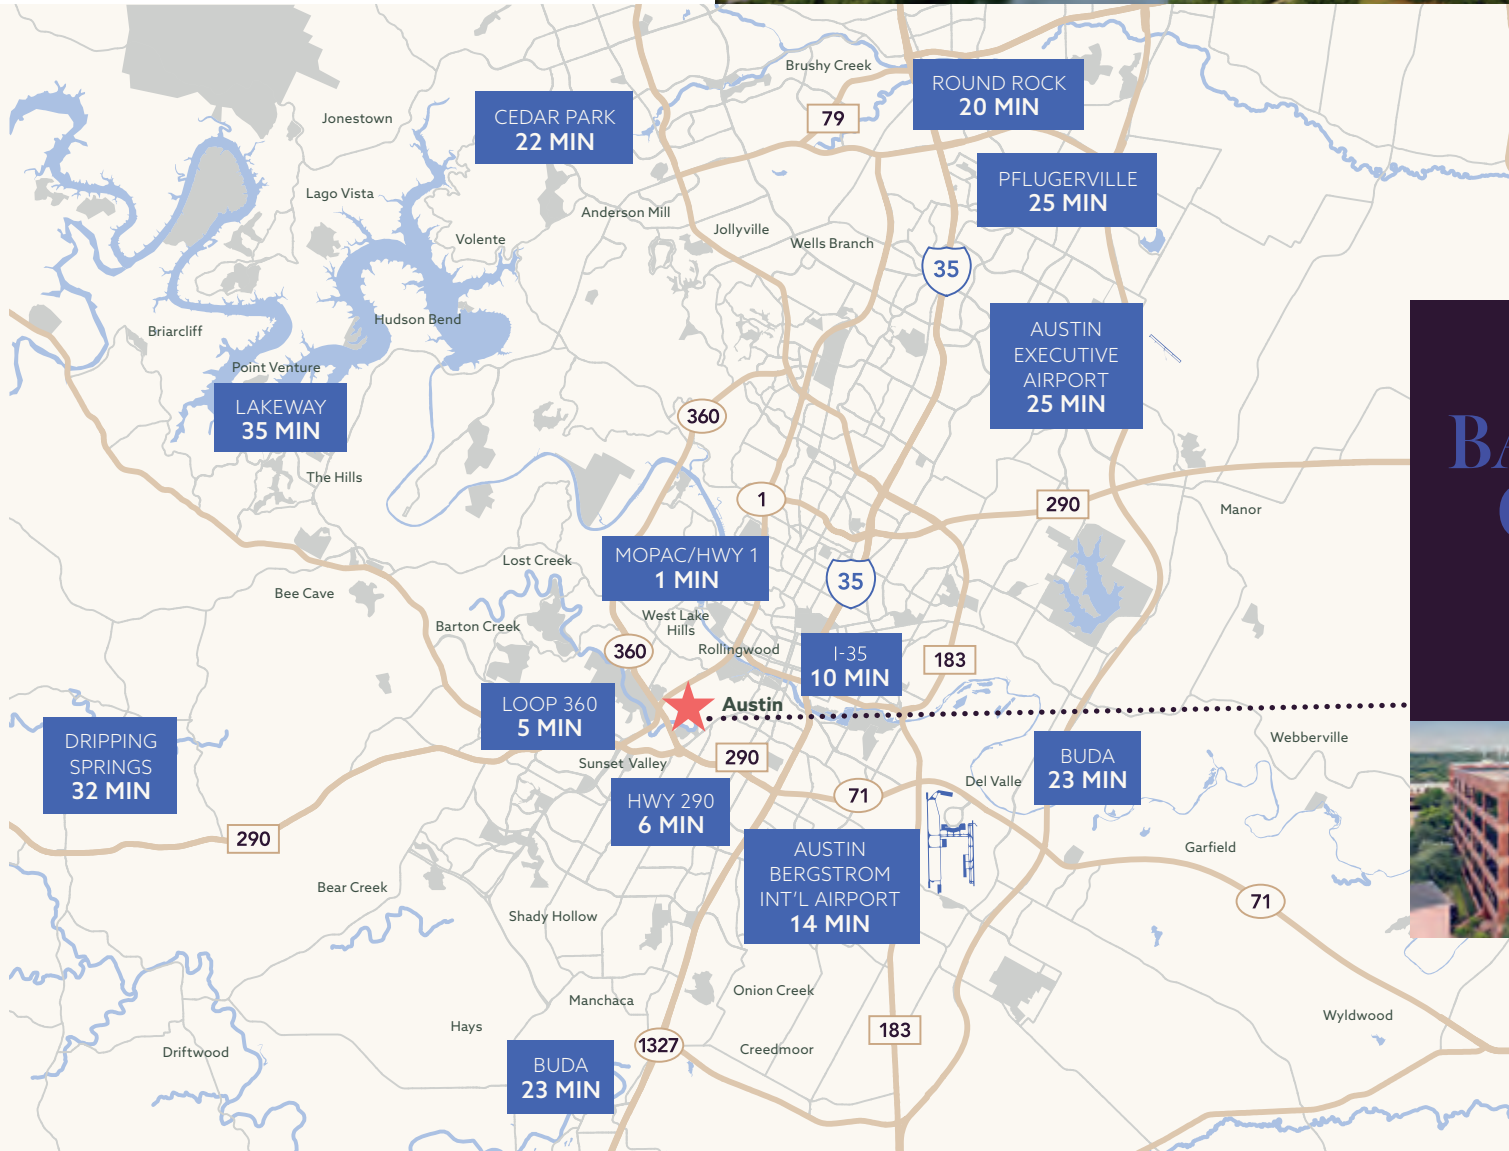 Brushy Creek
ROUND ROCK
20 MIN
CEDAR PARK
22 MIN
79
Jonestown
PFLUGERVILLE
25 MIN
Lago Vista
Anderson Mill
Jollyville
Wells Branch
Volente
35
Hudson Bend
Briarcliff
AUSTIN
EXECUTIVE
AIRPORT
25 MIN
Point Venture
LAKEWAY
35 MIN
360
The Hills
1
290
Manor
Lost Creek
MOPAC/HWY 1
1 MIN
35
Bee Cave
Barton Creek
West Lake
Hills
Rollingwood
360
I-35
10 MIN
183
LOOP 360
5 MIN
Austin
DRIPPING
SPRINGS
32 MIN
Sunset Valley
290
Webberville
BUDA
23 MIN
Del Valle
HWY 290
6 MIN
71
290
AUSTIN
BERGSTROM
INT'L AIRPORT
14 MIN
Garfield
Bear Creek
Shady Hollow
71
Manchaca
Onion Creek
Hays
183
Wyldwood
Driftwood
1327
Creedmoor
BUDA
23 MIN